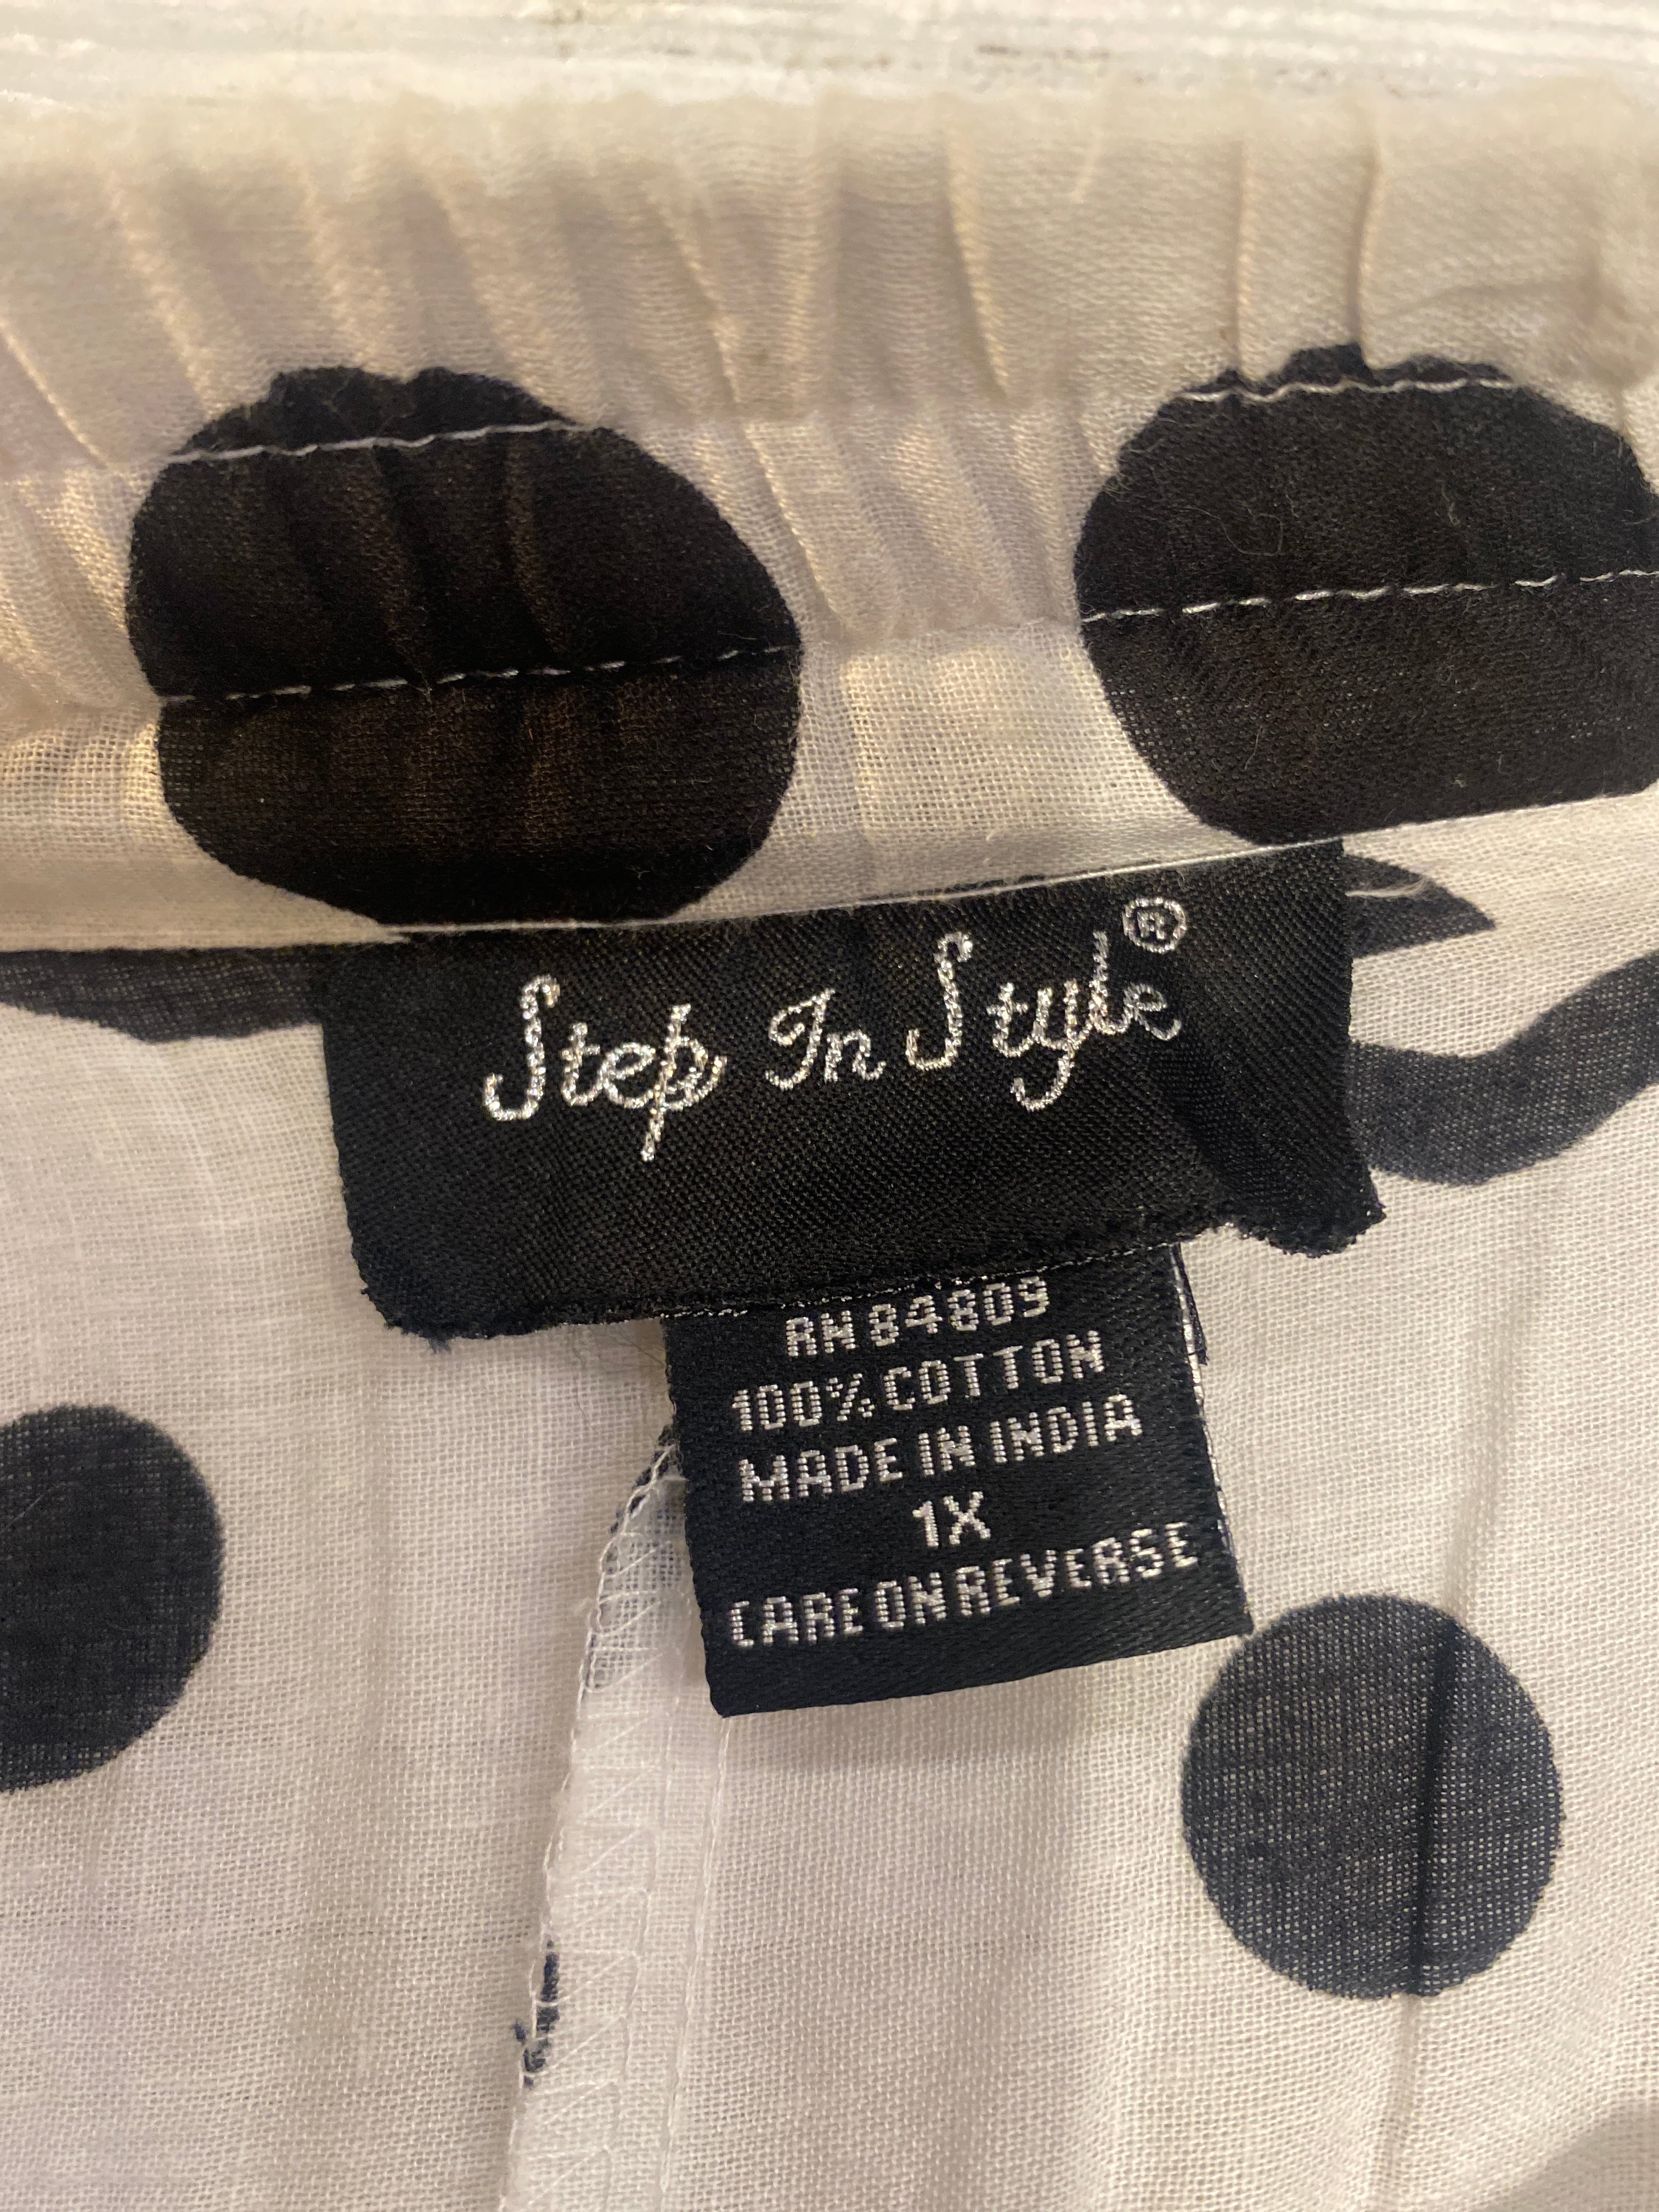 Step In Style®
RN 84809
100% COTTON
MADE IN INDIA
1X
CARE ON REVERSE